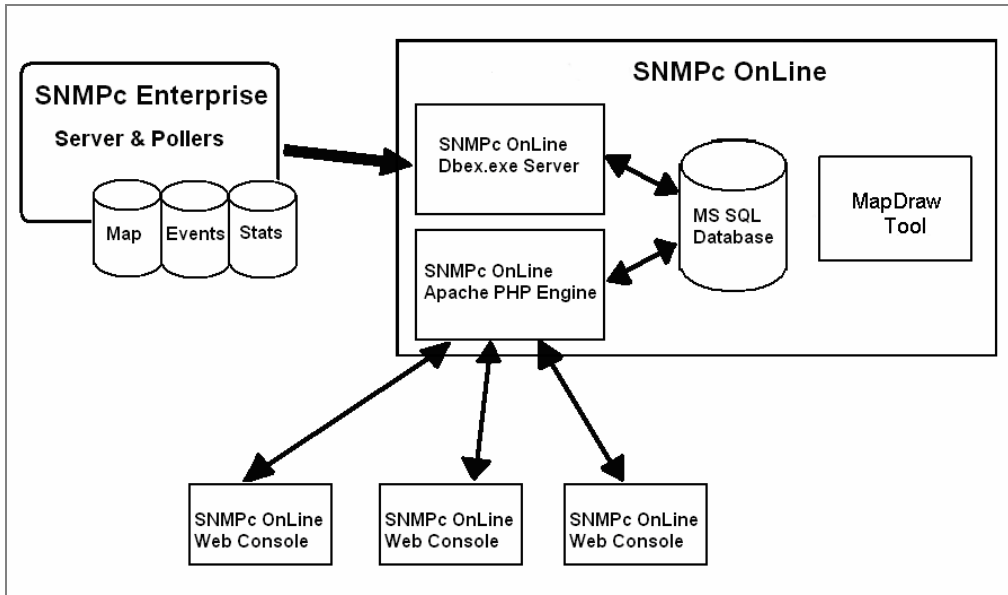 SNMPc Enterprise
Server & Pollers
Map
Events
Stats
SNMPc OnLine
SNMPc OnLine
Dbex.exe Server
SNMPc OnLine
Apache PHP Engine
MS SQL
Database
MapDraw
Tool
SNMPc OnLine
Web Console
SNMPc OnLine
Web Console
SNMPc OnLine
Web Console